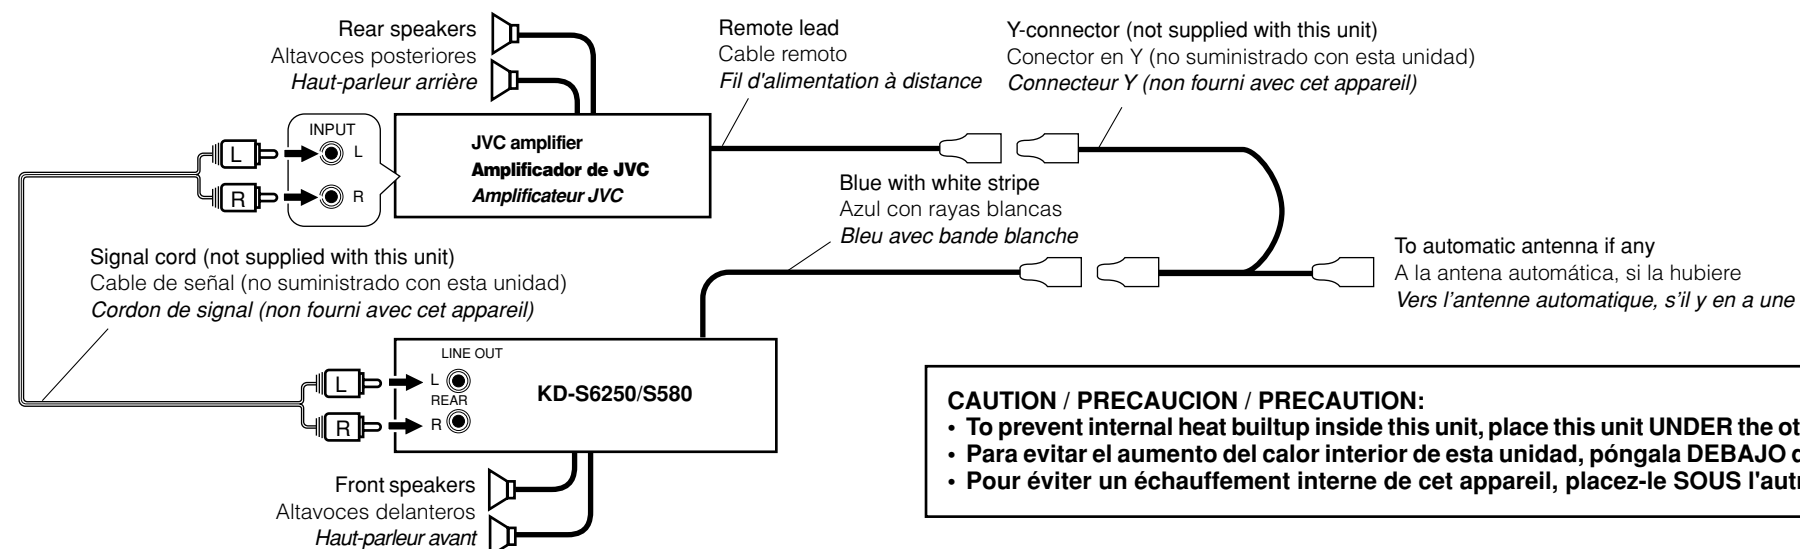 Rear speakers
Altavoces posteriores
Haut-parleur arrière
Remote lead
Cable remoto
Fil d'alimentation à distance
Y-connector (not supplied with this unit)
Conector en Y (no suministrado con esta unidad)
Connecteur Y (non fourni avec cet appareil)
INPUT
L
L
R
R
JVC amplifier
Amplificador de JVC
Amplificateur JVC
Blue with white stripe
Azul con rayas blancas
Bleu avec bande blanche
Signal cord (not supplied with this unit)
Cable de señal (no suministrado con esta unidad)
Cordon de signal (non fourni avec cet appareil)
To automatic antenna if any
A la antena automática, si la hubiere
Vers l'antenne automatique, s'il y en a une
LINE OUT
L
L
REAR
R
R
KD-S6250/S580
Front speakers
Altavoces delanteros
Haut-parleur avant
CAUTION / PRECAUCION / PRECAUTION:
• To prevent internal heat builtup inside this unit, place this unit UNDER the
• Para evitar el aumento del calor interior de esta unidad, póngala DEBAJO
• Pour éviter un échauffement interne de cet appareil, placez-le SOUS